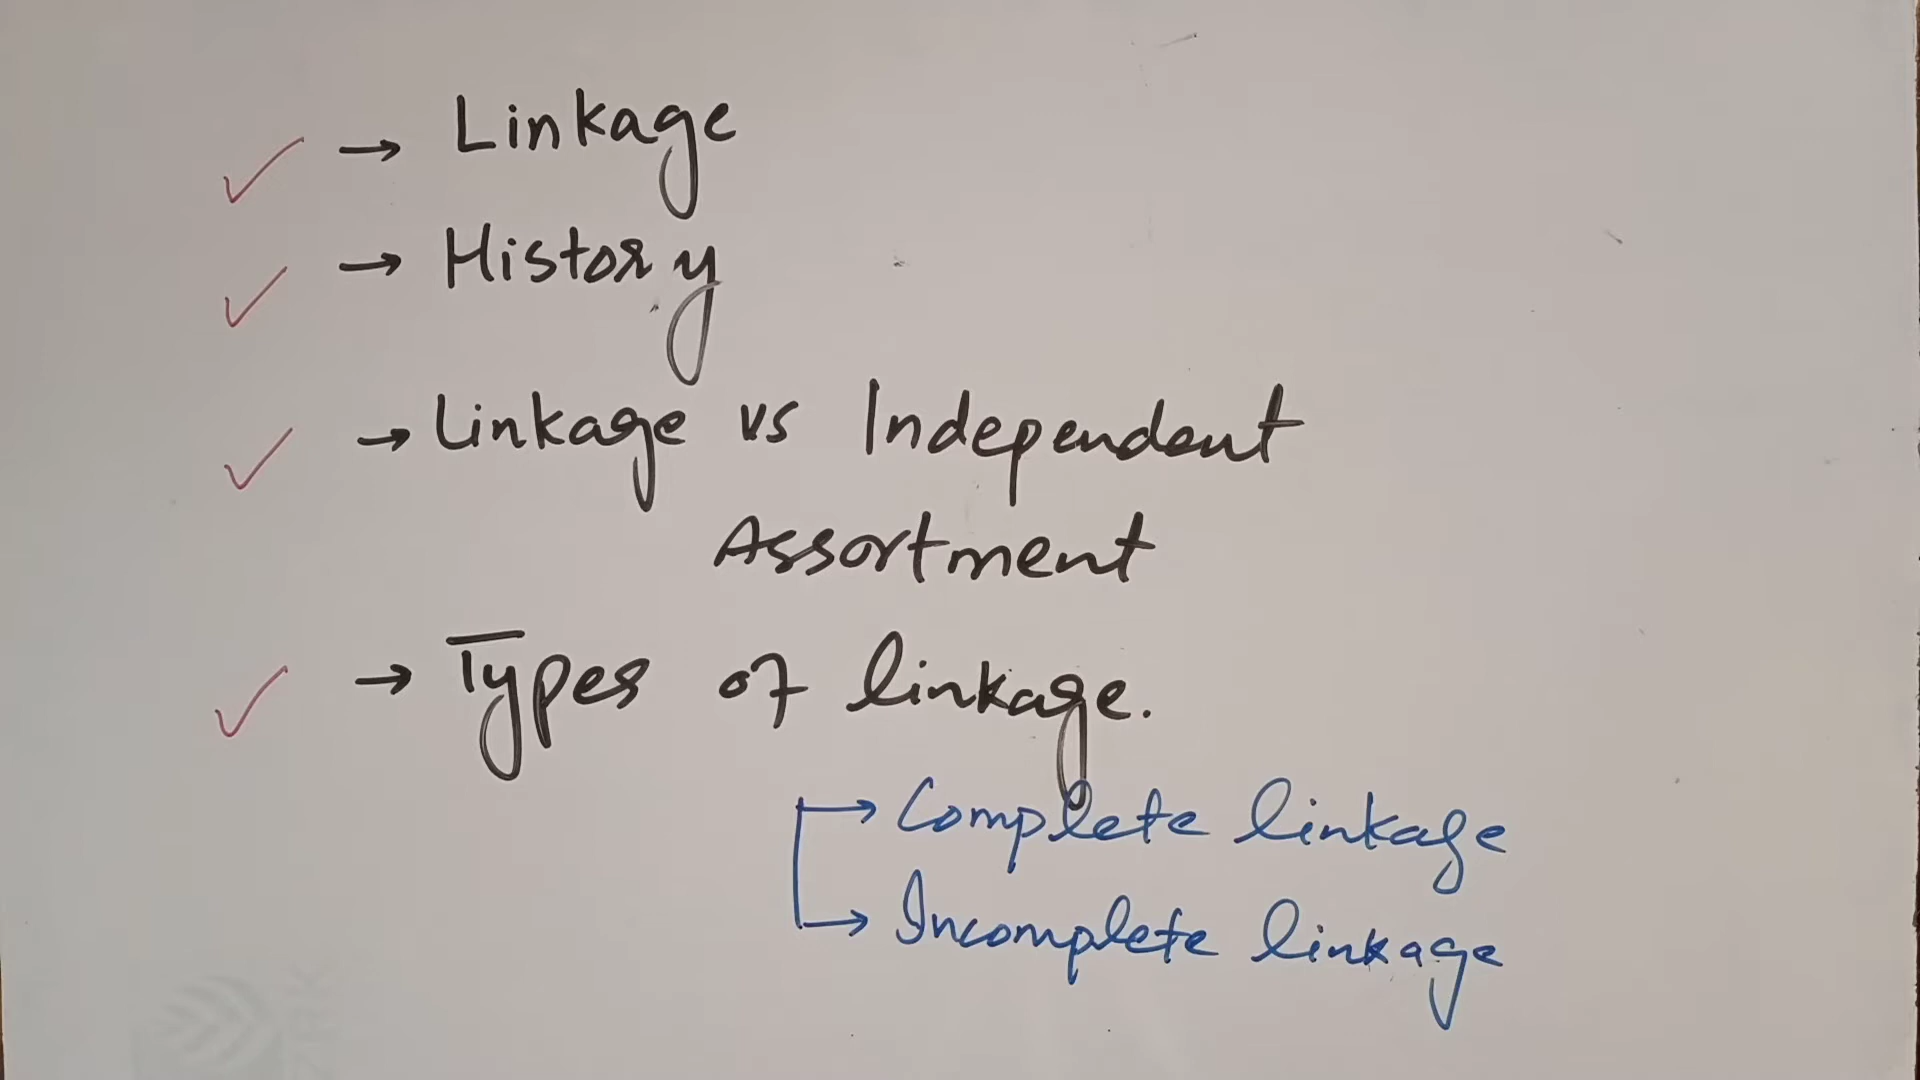 → Linkage
→ History
→ Linkage vs Independent
Assortment
→ Types of linkage.
→ Complete linkage
→ Incomplete linkage